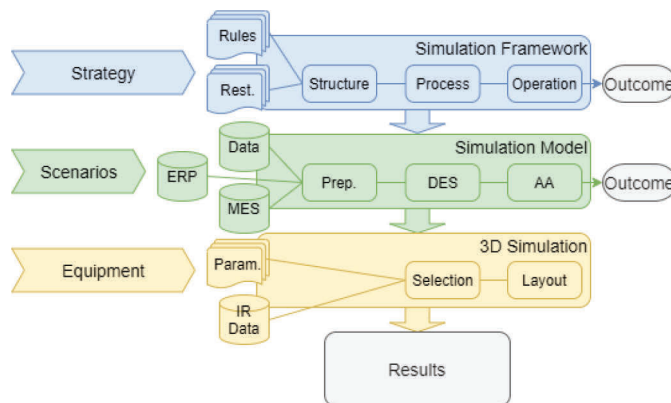 Rules
Simulation Framework
Strategy
Rest.
Structure
Process
Operation
Outcome
Data
Simulation Model
Scenarios
ERP
Prep.
DES
AA
Outcome
MES
3D Simulation
Equipment
Param.
Selection
Layout
IR
Data
Results